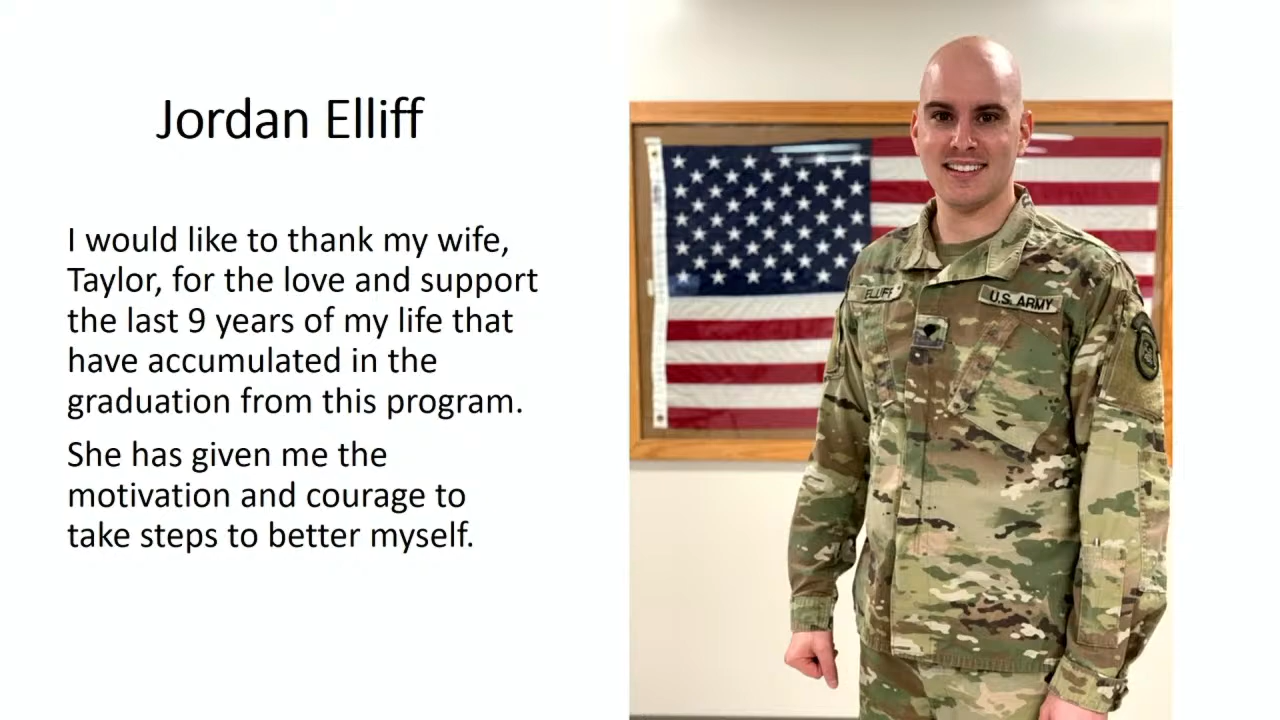 Jordan Elliff
I would like to thank my wife,
Taylor, for the love and support
the last 9 years of my life that
have accumulated in the
graduation from this program.
She has given me the
motivation and courage to
take steps to better myself.
ELLIFF
U.S. ARMY